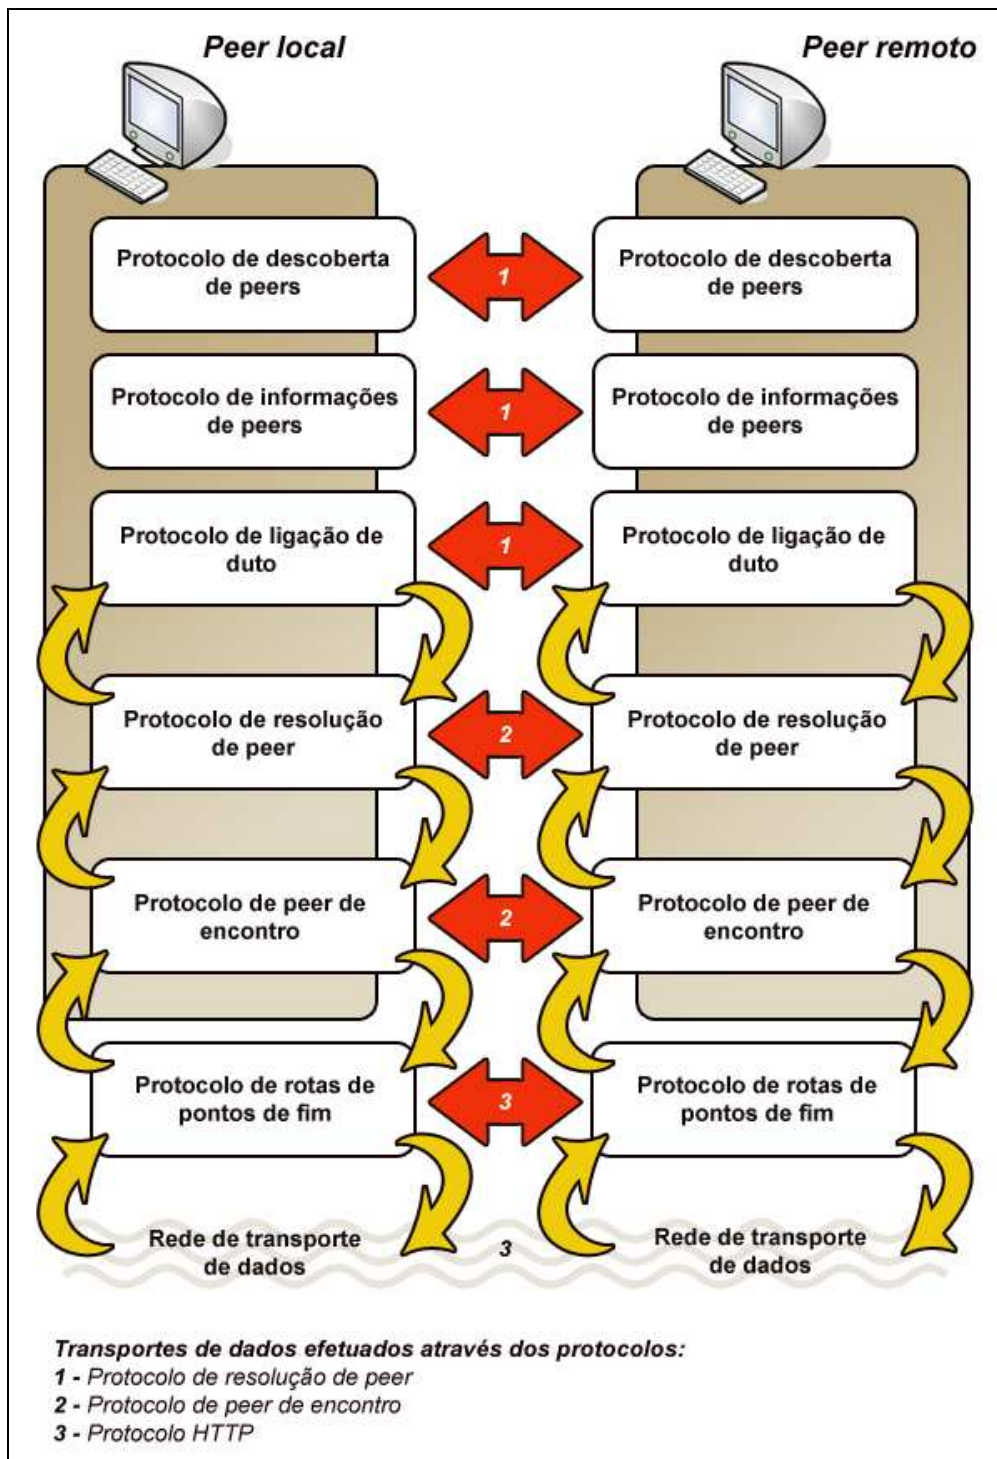 Peer local
Peer remoto
Protocolo de descoberta
de peers
1
Protocolo de descoberta
de peers
Protocolo de informações
de peers
1
Protocolo de informações
de peers
Protocolo de ligação de
duto
1
Protocolo de ligação de
duto
Protocolo de resolução
de peer
2
Protocolo de resolução
de peer
Protocolo de peer de
encontro
2
Protocolo de peer de
encontro
Protocolo de rotas de
pontos de fim
3
Protocolo de rotas de
pontos de fim
Rede de transporte
de dados
3
Rede de transporte
de dados
Transportes de dados efetuados através dos protocolos:
1 - Protocolo de resolução de peer
2 - Protocolo de peer de encontro
3 - Protocolo HTTP